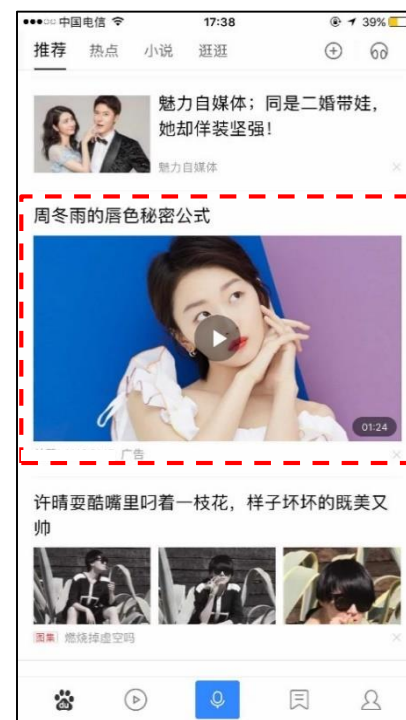 中国电信
17:38
39%
推荐 热点 小说 逛逛
魅力自媒体；同是二婚带娃，
她却佯装坚强！
魅力自媒体
周冬雨的唇色秘密公式
01:24
广告
许晴耍酷嘴里叼着一枝花，样子坏坏的既美又
帅
图集 燃烧掉虚空吗
du